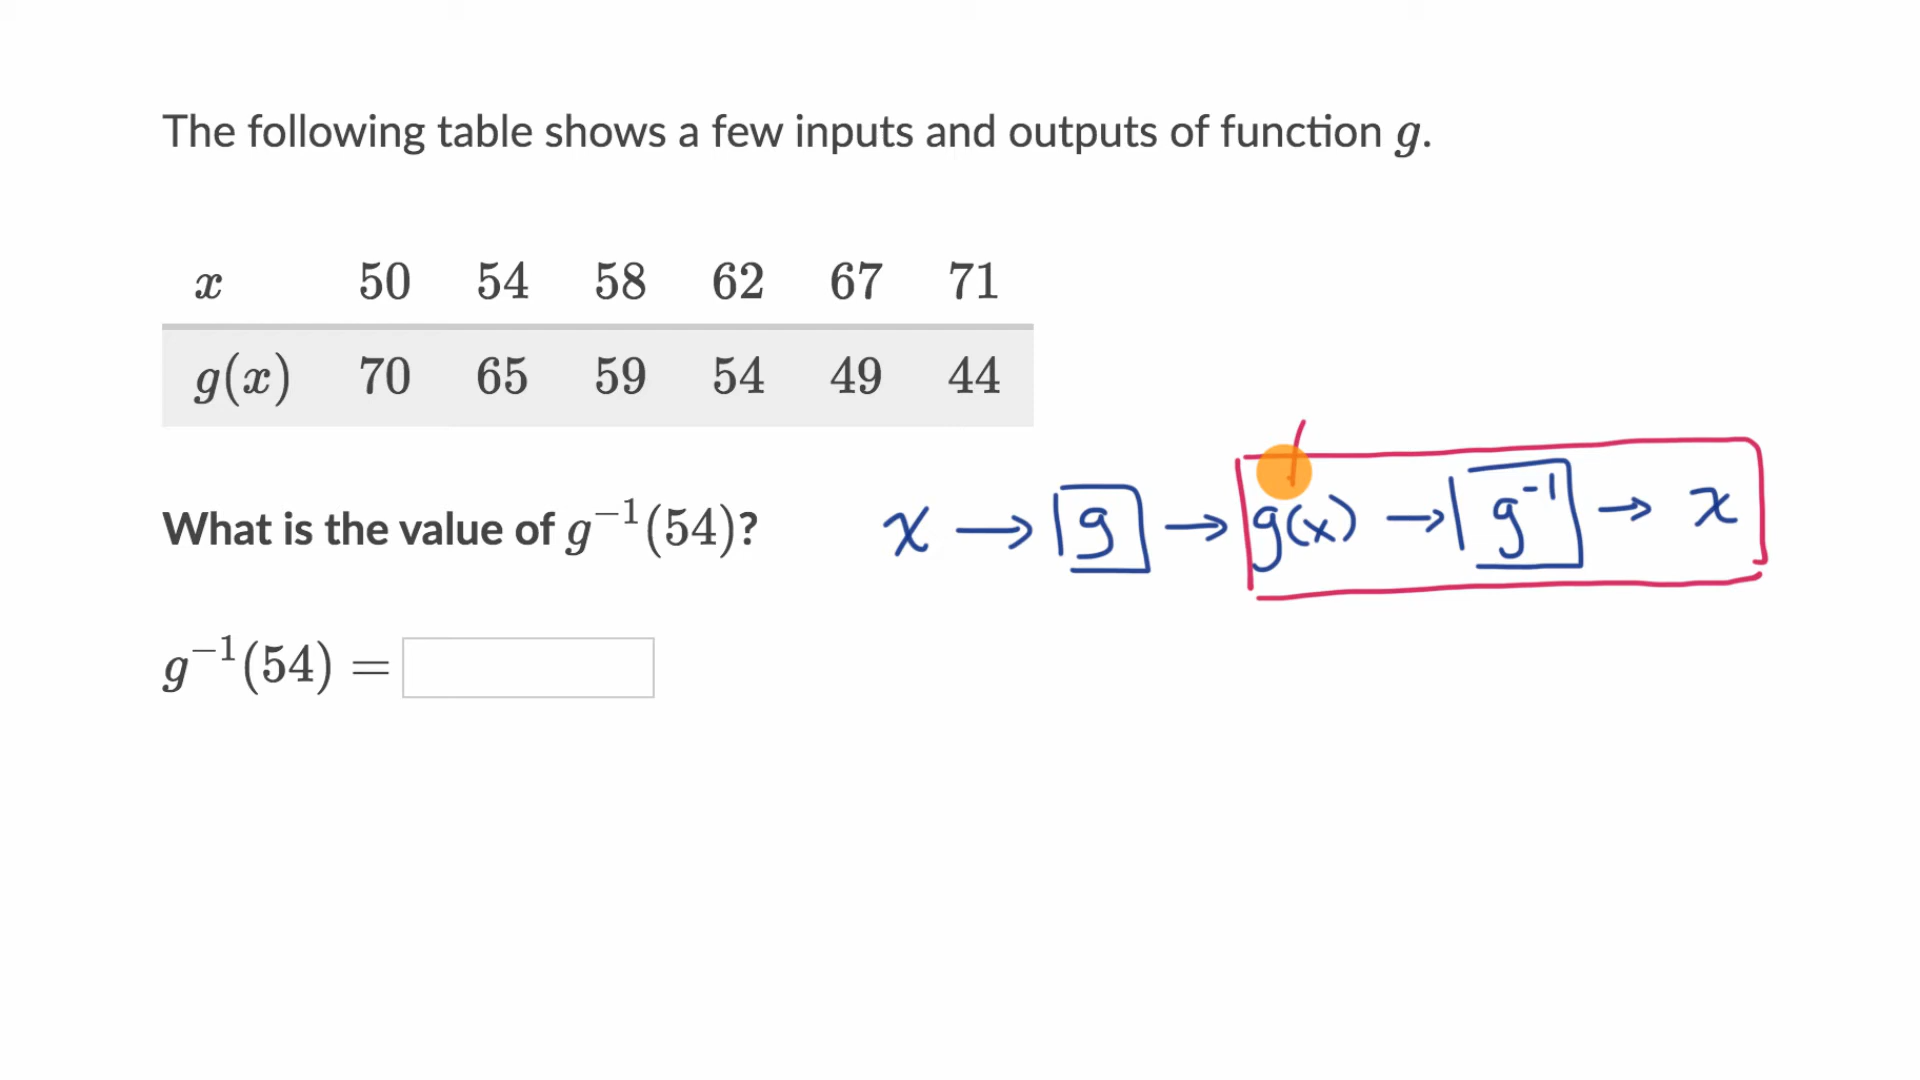 The following table shows a few inputs and outputs of function g.
x 50 54 58 62 67 71
g(x) 70 65 59 54 49 44
What is the value of g⁻¹(54)?
x → g → g(x) → g⁻¹ → x
g⁻¹(54) =